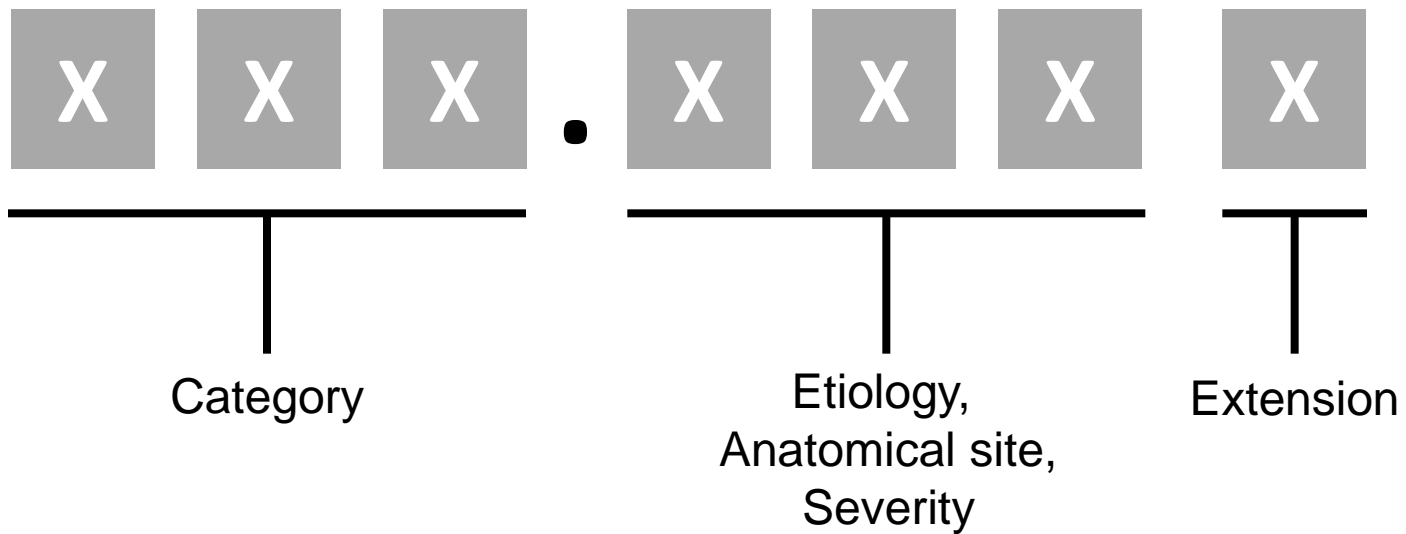 X X X . X X X X
Category
Etiology,
Anatomical site,
Severity
Extension